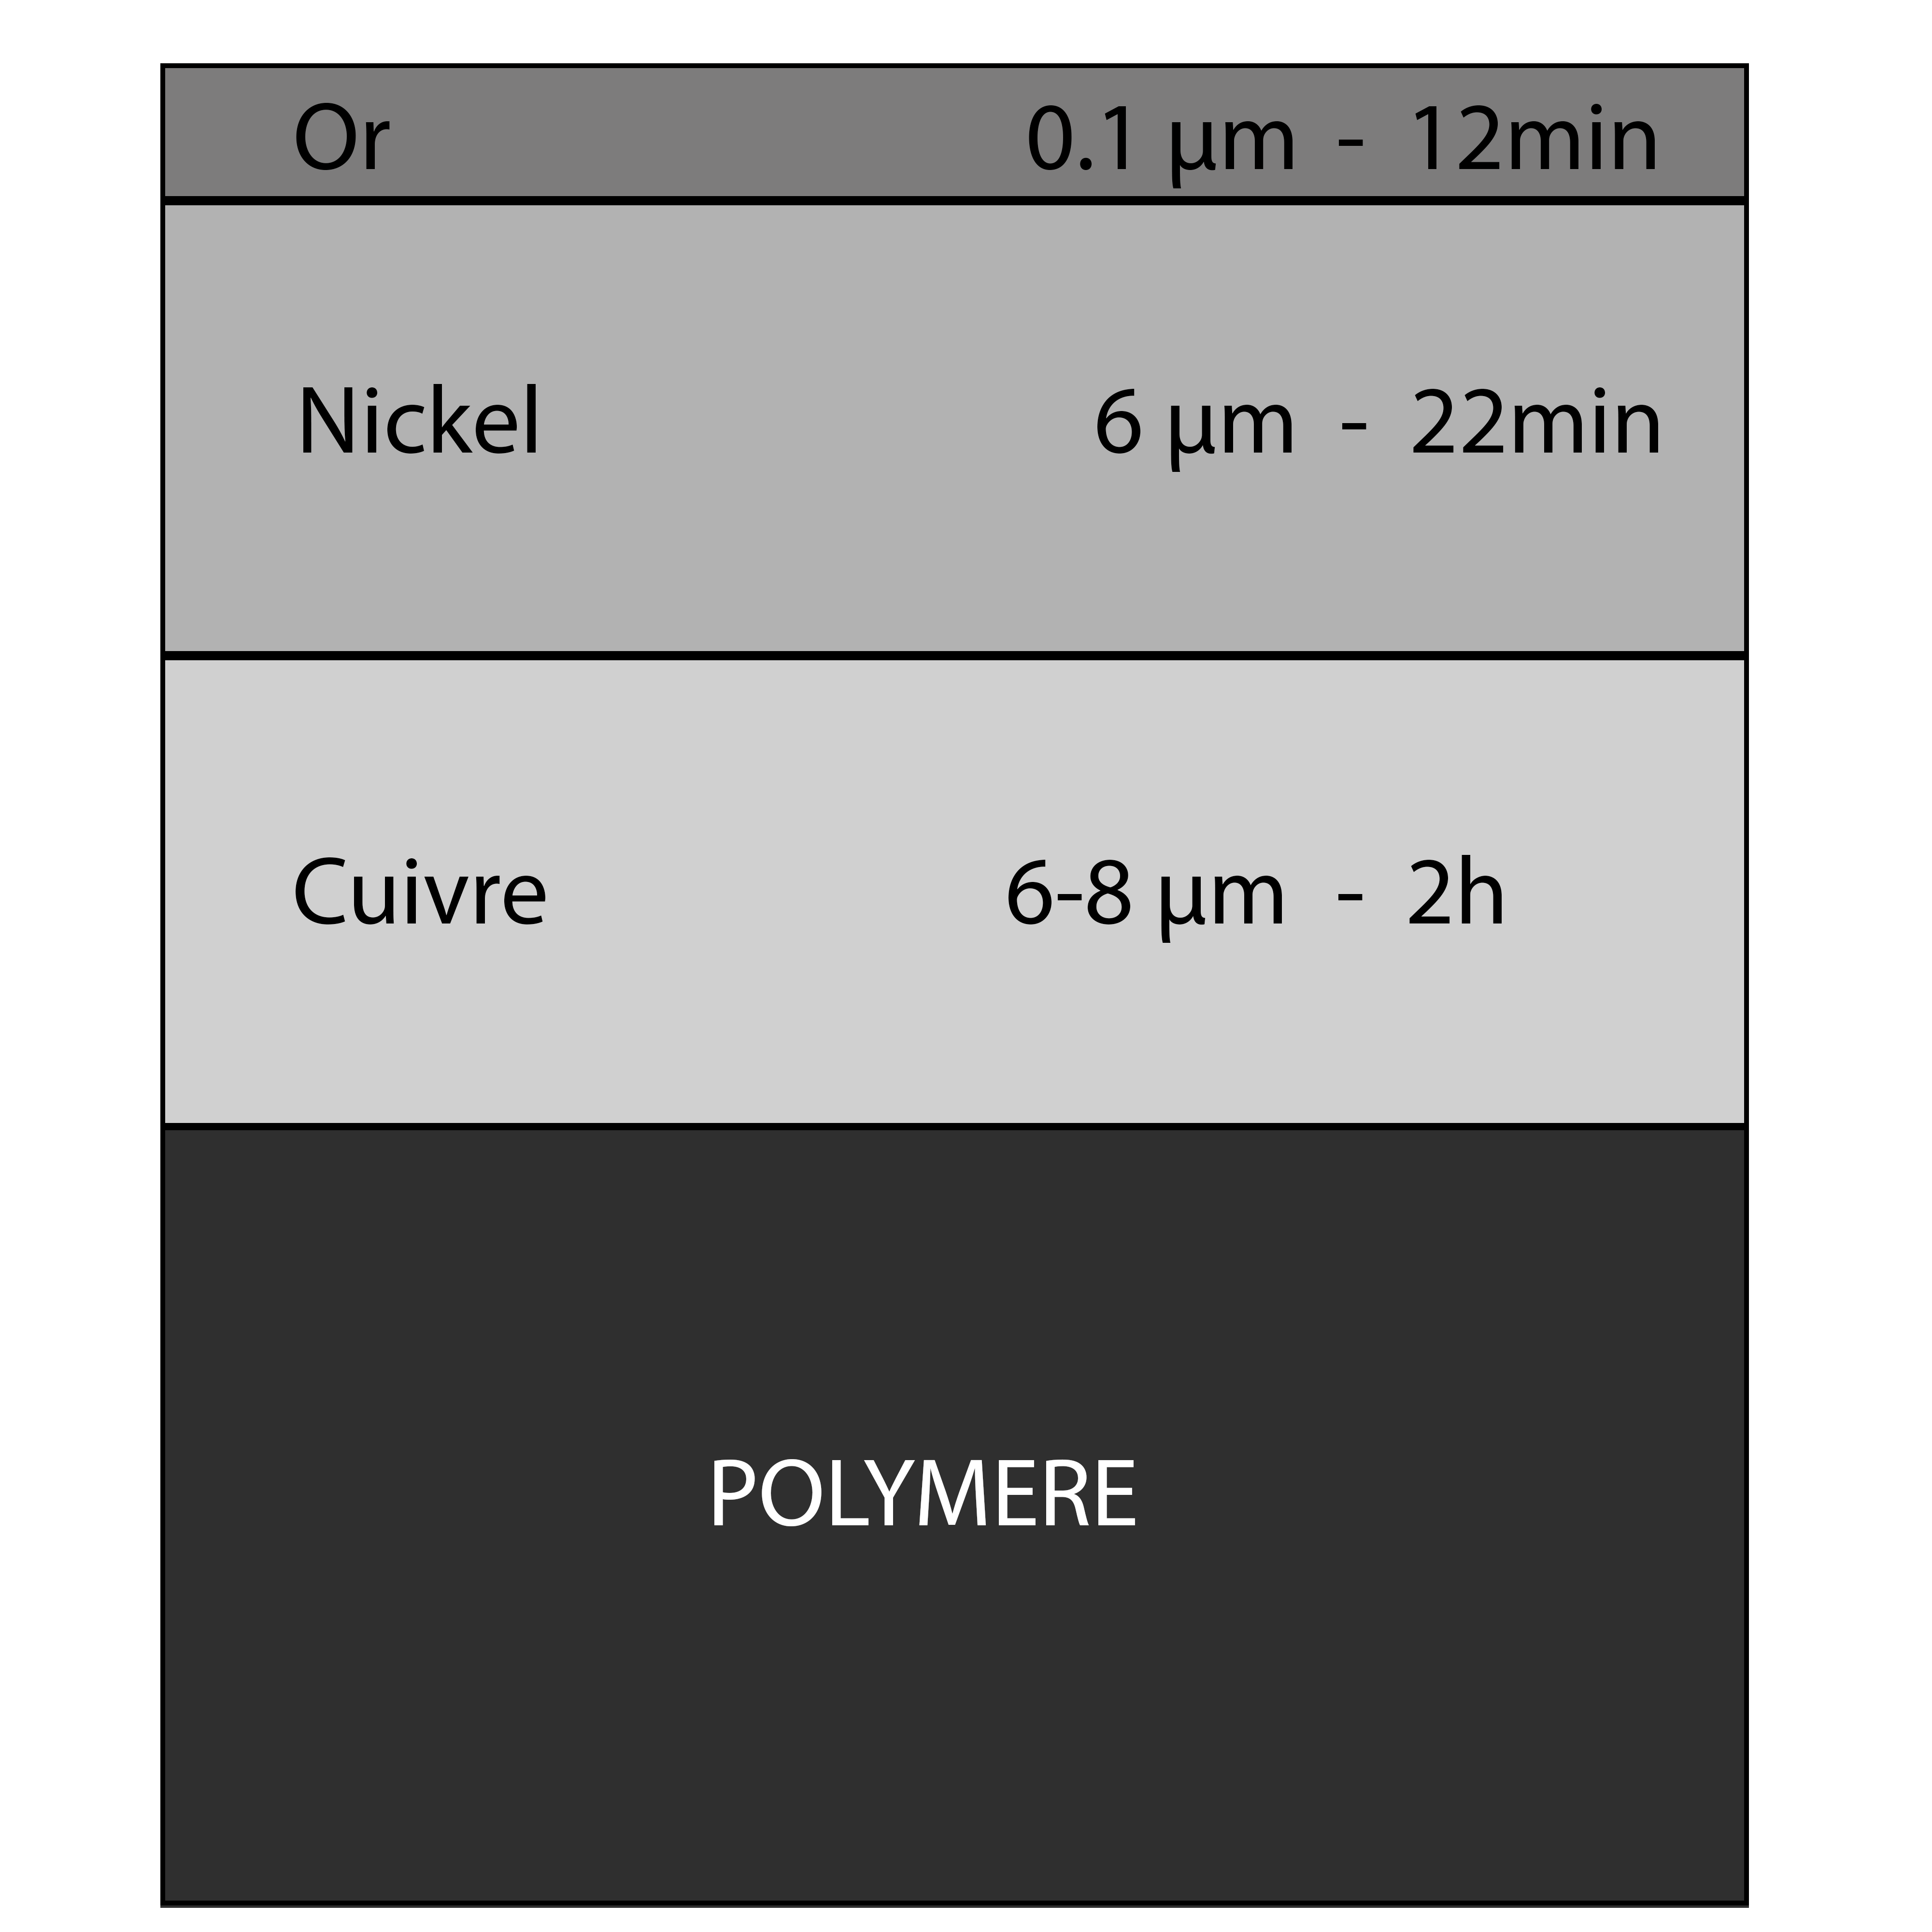 Or 0.1 µm - 12min
Nickel 6 µm - 22min
Cuivre 6-8 µm - 2h
POLYMERE